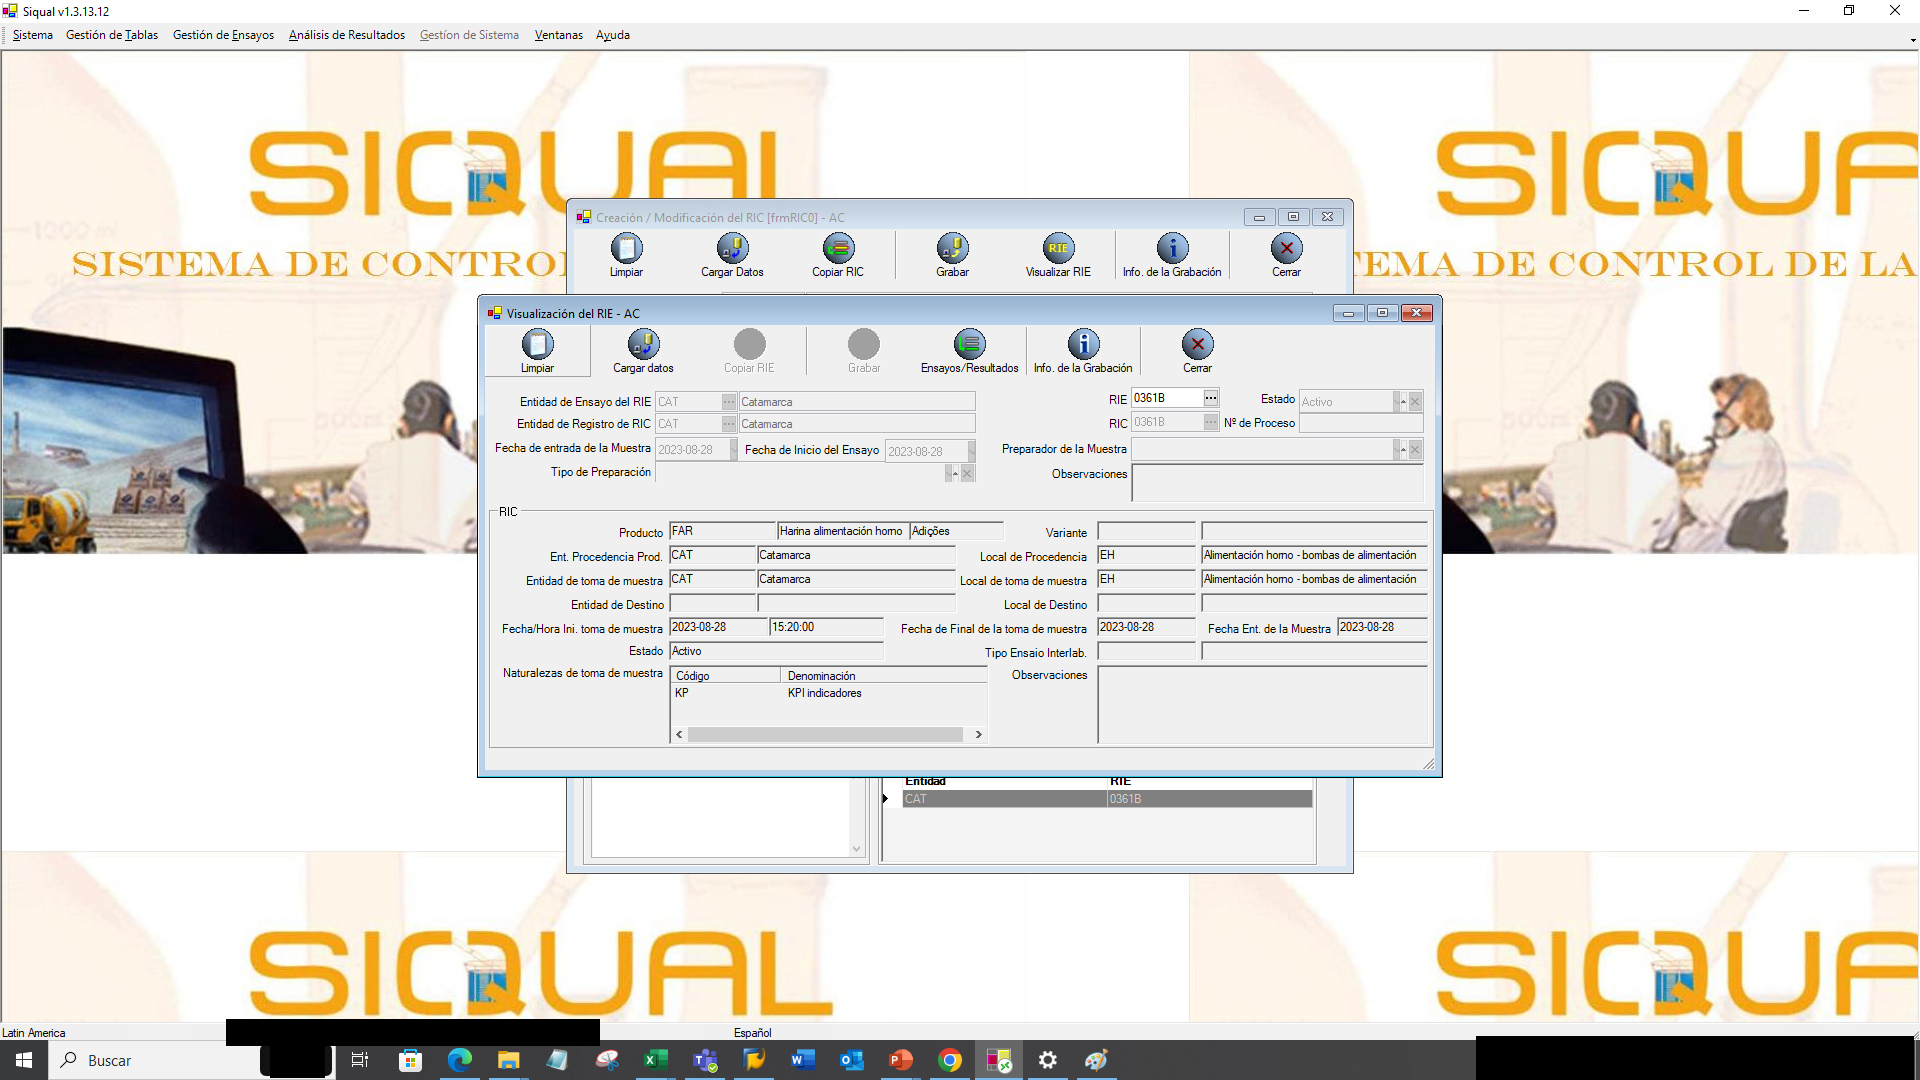 Siqual v1.3.13.12
Sistema Gestión de Tablas Gestión de Ensayos Análisis de Resultados Gestíon de Sistema Ventanas Ayuda
SICQUAL
SICQUA
SISTEMA DE CONTRO
TEMA DE CONTROL DE LA
Creación / Modificación del RIC [frmRIC0] - AC
Limpiar Cargar Datos Copiar RIC Grabar Visualizar RIE Info. de la Grabación Cerrar
Visualización del RIE - AC
Limpiar Cargar datos Copiar RIE Grabar Ensayos/Resultados Info. de la Grabación Cerrar
Entidad de Ensayo del RIE CAT Catamarca RIE 0361B Estado Activo
Entidad de Registro de RIC CAT Catamarca RIC 0361B Nº de Proceso
Fecha de entrada de la Muestra 2023-08-28 Fecha de Inicio del Ensayo 2023-08-28 Preparador de la Muestra
Tipo de Preparación Observaciones
RIC
Producto FAR Harina alimentación horno Adições Variante
Ent. Procedencia Prod. CAT Catamarca Local de Procedencia EH Alimentación horno - bombas de alimentación
Entidad de toma de muestra CAT Catamarca Local de toma de muestra EH Alimentación horno - bombas de alimentación
Entidad de Destino Local de Destino
Fecha/Hora Ini. toma de muestra 2023-08-28 15:20:00 Fecha de Final de la toma de muestra 2023-08-28 Fecha Ent. de la Muestra 2023-08-28
Estado Activo Tipo Ensaio Interlab.
Naturalezas de toma de muestra Código Denominación Observaciones
KP KPI indicadores
Entidad RIE
CAT 0361B
SICQUAL
SICQUA
Latin America Español
Buscar